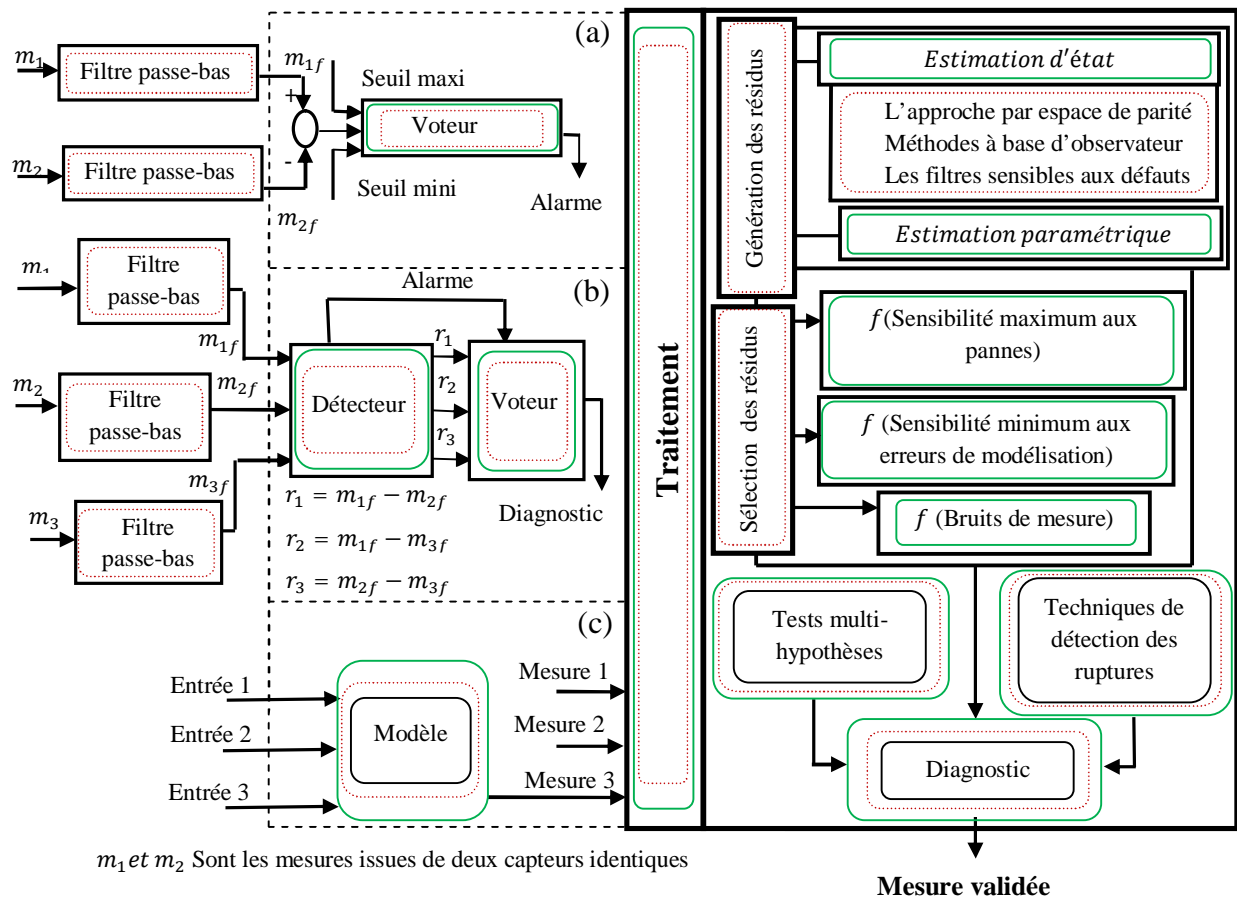 (a)
m₁
Filtre passe-bas
m₁f
+
Seuil maxi
Voteur
m₂
Filtre passe-bas
-
Seuil mini
m₂f
Alarme
(b)
m₁
Filtre
passe-bas
m₁f
Alarme
m₂
Filtre
passe-bas
m₂f
Détecteur
r₁
r₂
r₃
Voteur
m₃
Filtre
passe-bas
m₃f
Diagnostic
r₁ = m₁f − m₂f
r₂ = m₁f − m₃f
r₃ = m₂f − m₃f
(c)
Entrée 1
Entrée 2
Entrée 3
Modèle
Mesure 1
Mesure 2
Mesure 3
Traitement
Génération des résidus
Estimation d'état
L'approche par espace de parité
Méthodes à base d'observateur
Les filtres sensibles aux défauts
Estimation paramétrique
Sélection des résidus
f (Sensibilité maximum aux
pannes)
f (Sensibilité minimum aux
erreurs de modélisation)
f (Bruits de mesure)
Tests multi-
hypothèses
Techniques de
détection des
ruptures
Diagnostic
Mesure validée
m₁ et m₂ Sont les mesures issues de deux capteurs identiques